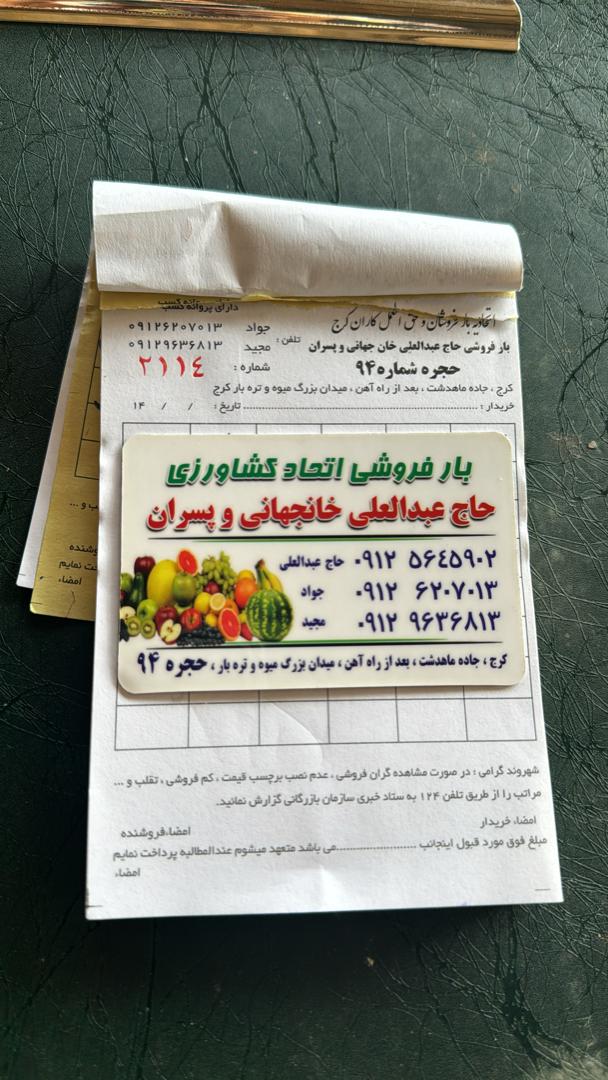 دارای پروانه کسب
اتحادیه بار فروشان و حق العمل کاران کرج
جواد ۰۹۱۲۶۲۰۷۰۱۳
بار فروشی حاج عبدالعلی خان جهانی و پسران تلفن : مجید ۰۹۱۲۹۶۳۶۸۱۳
حجره شماره ۹۴ شماره : ۲۱۱۴
کرج ، جاده ماهدشت ، بعد از راه آهن ، میدان بزرگ میوه و تره بار کرج
خریدار : ........ تاریخ : / / ۱۴
بار فروشی اتحاد کشاورزی
حاج عبدالعلی خانجهانی و پسران
۰۹۱۲ ۵۶۴۵۹۰۲ حاج عبدالعلی
۰۹۱۲ ۶۲۰۷۰۱۳ جواد
۰۹۱۲ ۹۶۳۶۸۱۳ مجید
کرج ، جاده ماهدشت ، بعد از راه آهن ، میدان بزرگ میوه و تره بار ، حجره ۹۴
شهروند گرامی : در صورت مشاهده گران فروشی ، عدم نصب برچسب قیمت ، کم فروشی ، تقلب و ...
مراتب را از طریق تلفن ۱۲۴ به ستاد خبری سازمان بازرگانی گزارش نمائید.
امضاء خریدار امضاءفروشنده
مبلغ فوق مورد قبول اینجانب ........ می باشد متعهد میشوم عندالمطالبه پرداخت نمایم
امضاء
ب و ...
وشنده
خت نمایم
امضاء